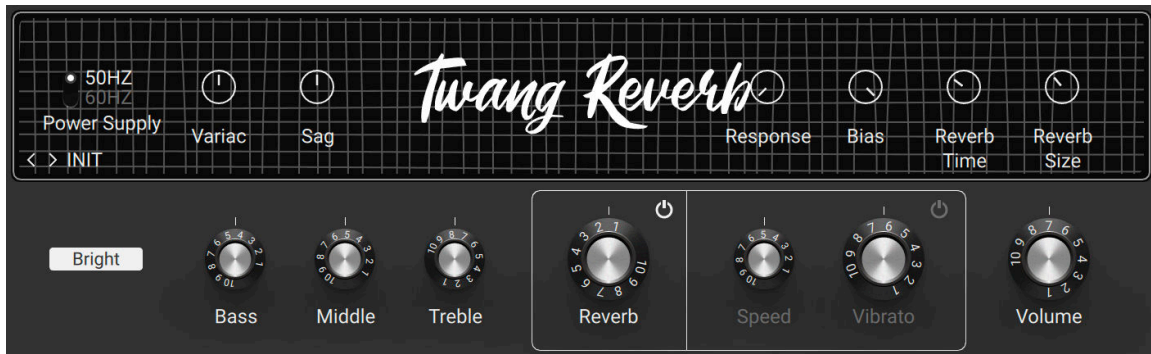 50HZ
60HZ
Power Supply
Variac
Sag
Twang Reverb
Response
Bias
Reverb
Time
Reverb
Size
< > INIT
Bright
Bass
Middle
Treble
Reverb
Speed
Vibrato
Volume